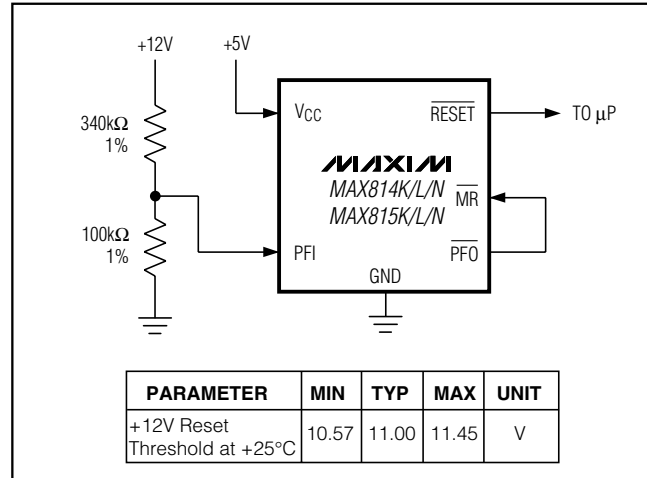 +12V
+5V
340kΩ
1%
100kΩ
1%
VCC
RESET
TO µP
MAXIM
MAX814K/L/N
MAX815K/L/N
MR
PFI
PFO
GND
PARAMETER MIN TYP MAX UNIT
+12V Reset
Threshold at +25°C 10.57 11.00 11.45 V